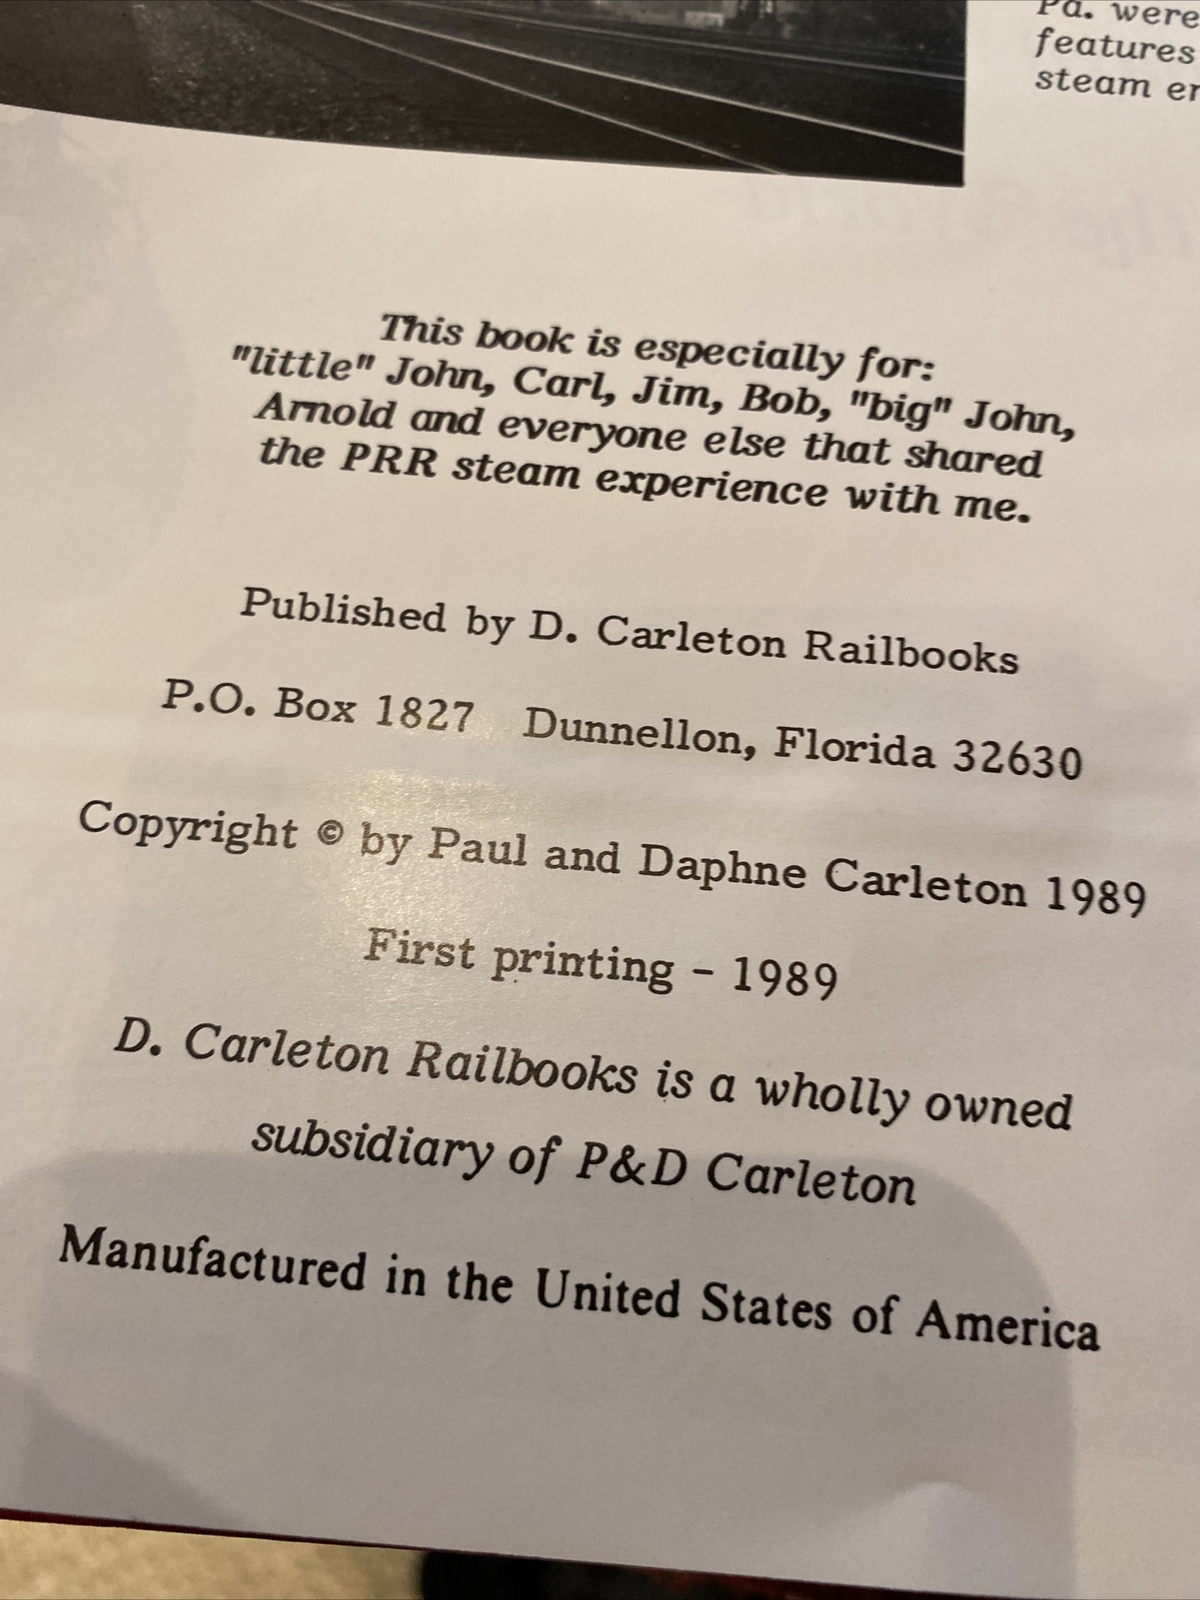 Pa. were
features
steam
This book is especially for:
"little" John, Carl, Jim, Bob, "big" John,
Arnold and everyone else that shared
the PRR steam experience with me.
Published by D. Carleton Railbooks
P.O. Box 1827 Dunnellon, Florida 32630
Copyright © by Paul and Daphne Carleton 1989
First printing - 1989
D. Carleton Railbooks is a wholly owned
subsidiary of P&D Carleton
Manufactured in the United States of America